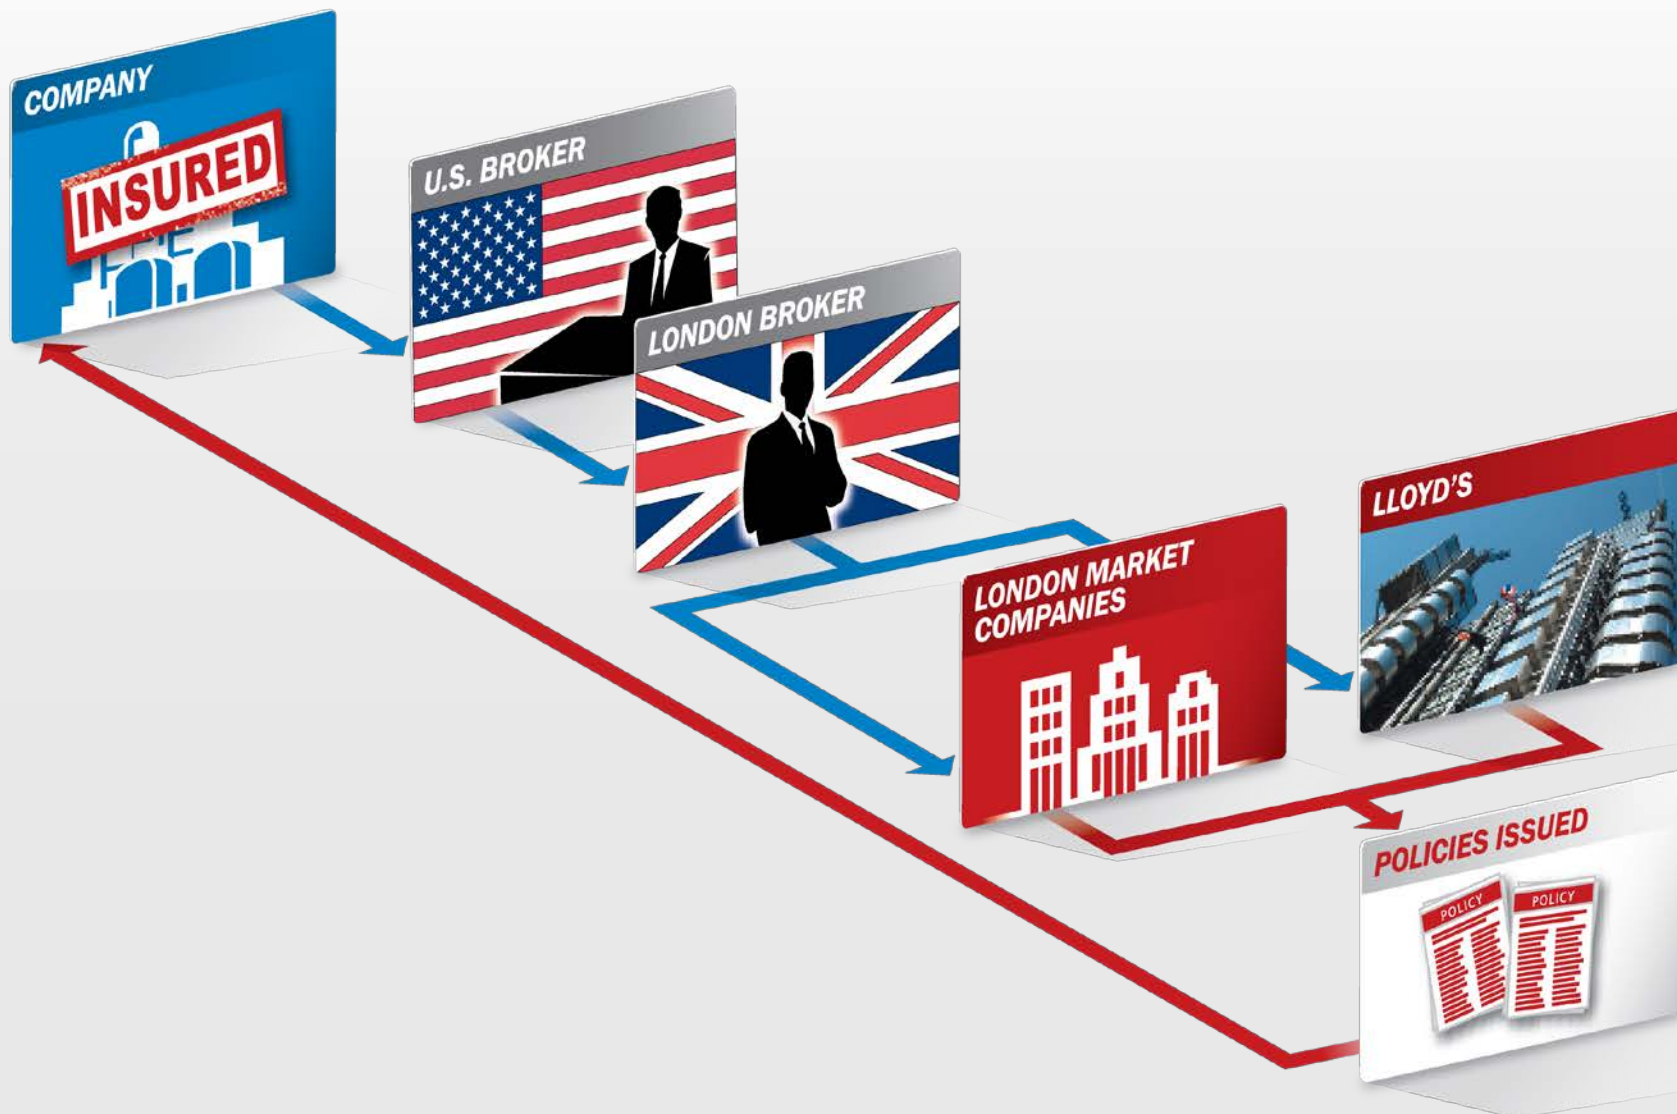 COMPANY
INSURED
U.S. BROKER
LONDON BROKER
LONDON MARKET
COMPANIES
LLOYD'S
POLICIES ISSUED
POLICY
POLICY